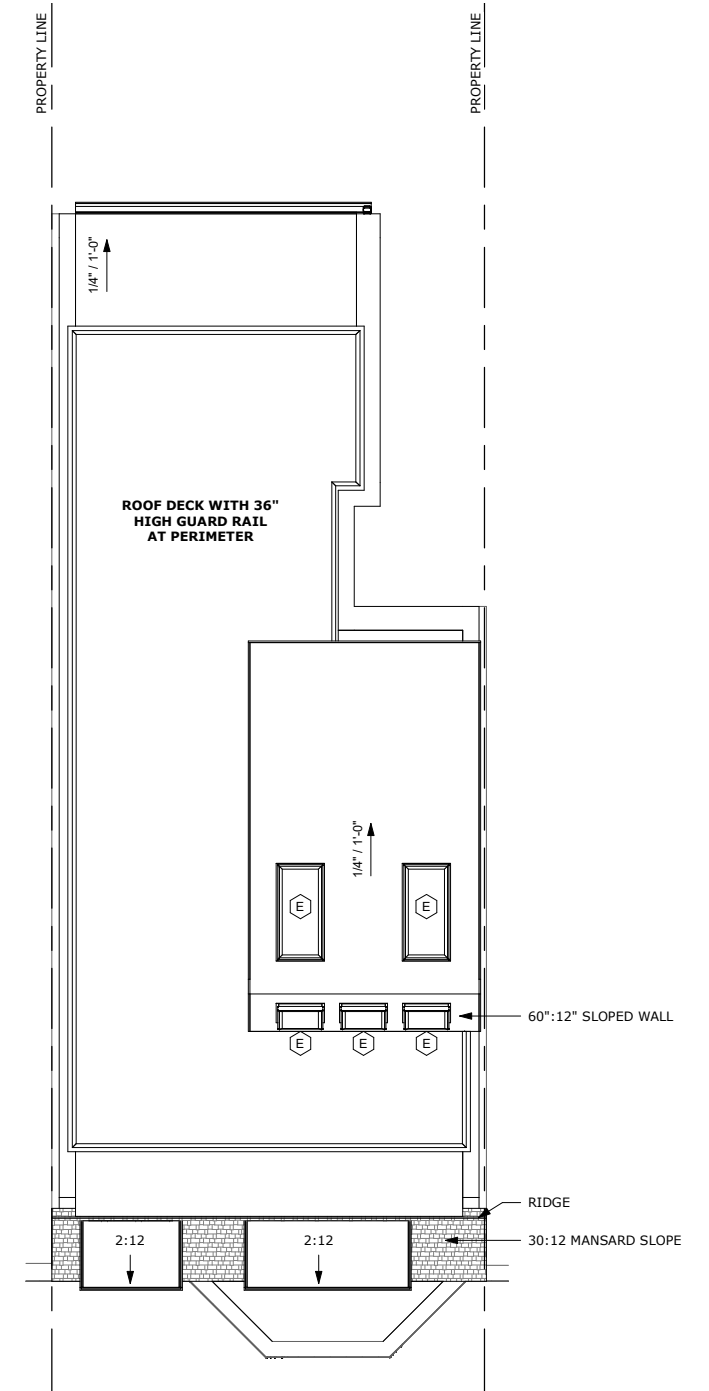 PROPERTY LINE
PROPERTY LINE
1/4" / 1'-0"
ROOF DECK WITH 36"
HIGH GUARD RAIL
AT PERIMETER
1/4" / 1'-0"
E
E
60":12" SLOPED WALL
E
E
E
RIDGE
2:12
2:12
30:12 MANSARD SLOPE